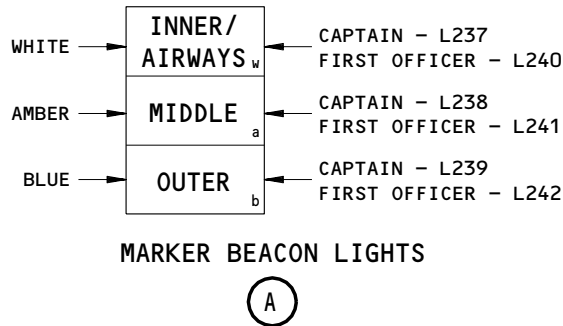 WHITE
INNER/
AIRWAYS w
CAPTAIN – L237
FIRST OFFICER – L240
AMBER
MIDDLE a
CAPTAIN – L238
FIRST OFFICER – L241
BLUE
OUTER b
CAPTAIN – L239
FIRST OFFICER – L242
MARKER BEACON LIGHTS
A